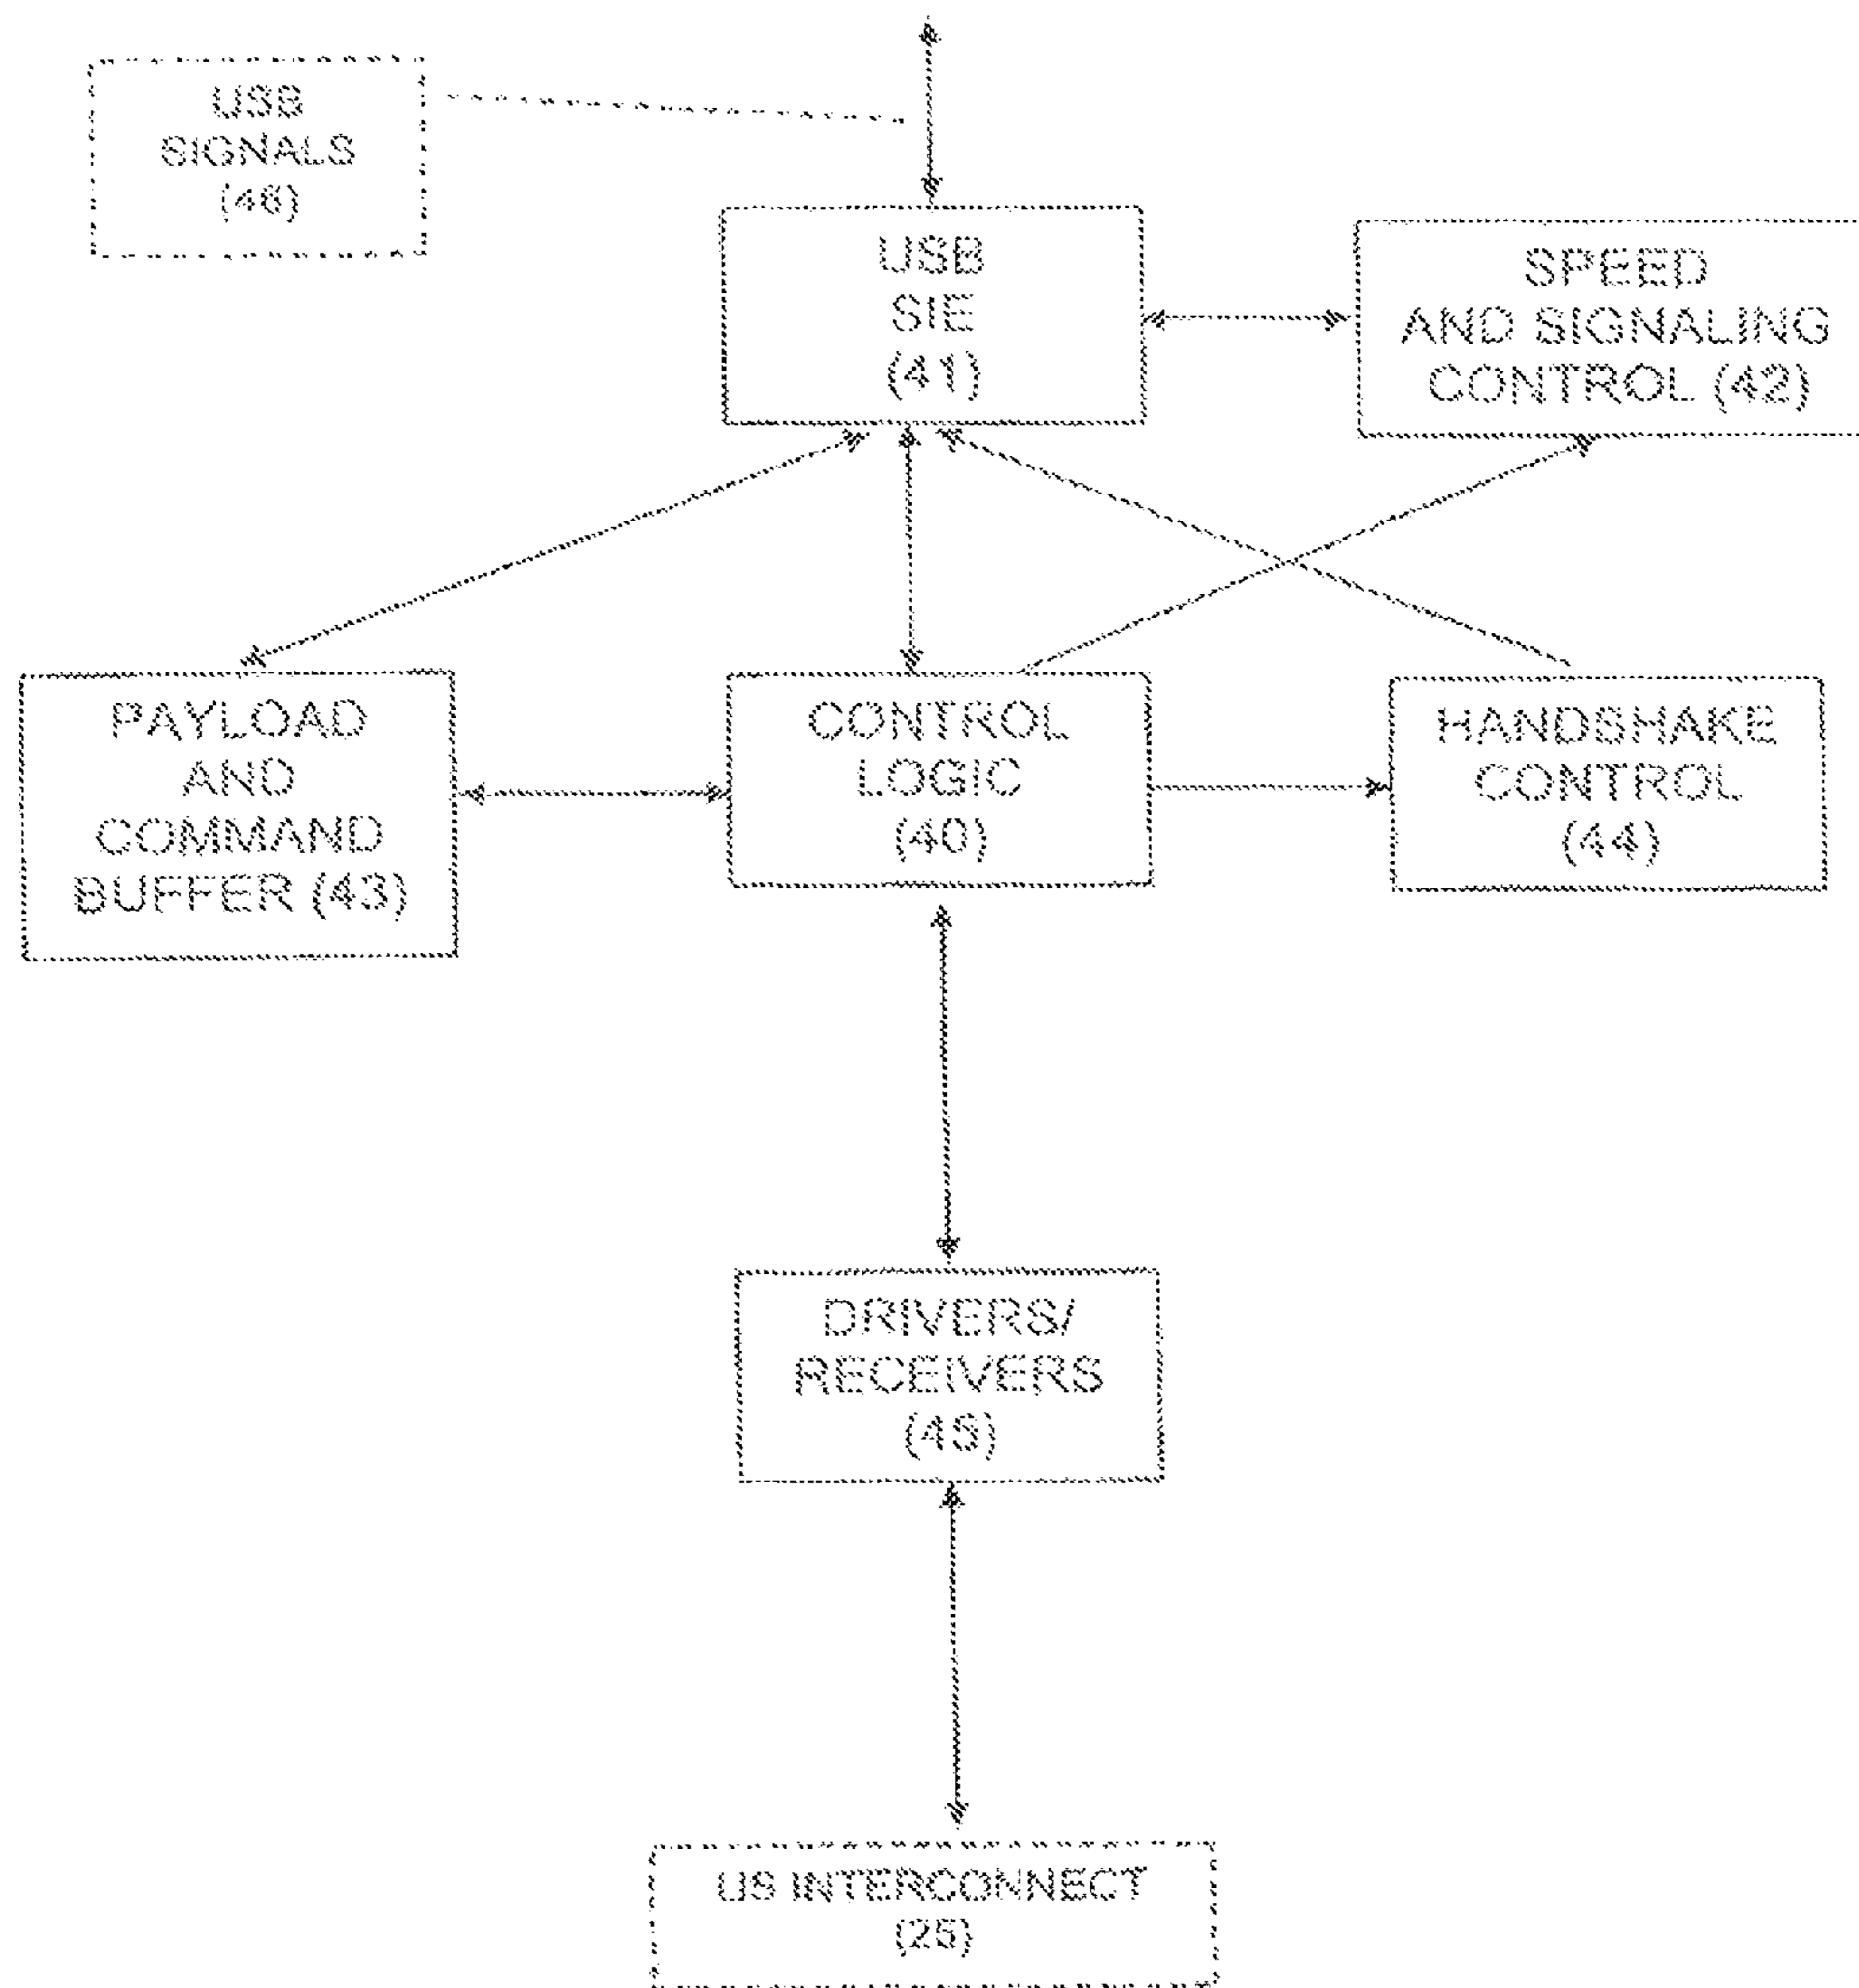 USB
SIGNALS
(46)
USB
SIE
(41)
SPEED
AND SIGNALING
CONTROL (42)
PAYLOAD
AND
COMMAND
BUFFER (43)
CONTROL
LOGIC
(40)
HANDSHAKE
CONTROL
(44)
DRIVERS/
RECEIVERS
(45)
US INTERCONNECT
(25)